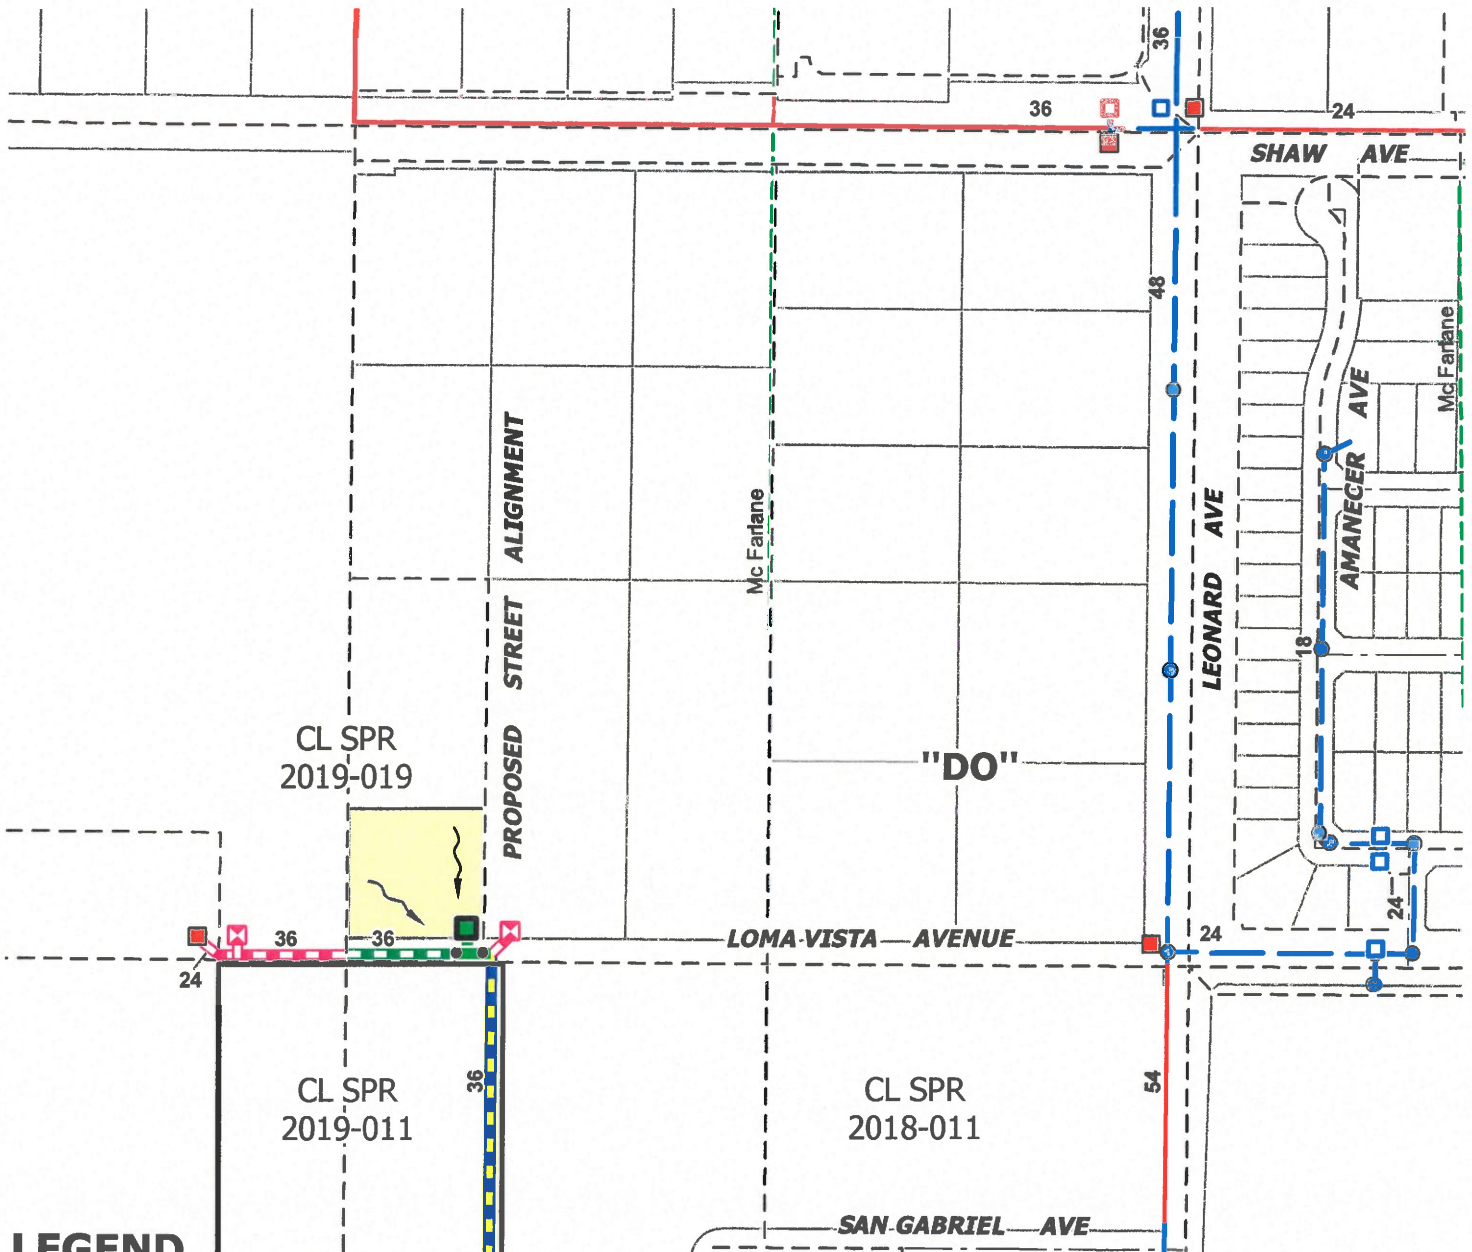 36
36
24
SHAW AVE
48
Mc Farlane
AMANECER AVE
PROPOSED STREET ALIGNMENT
Mc Farlane
LEONARD AVE
18
CL SPR
2019-019
"DO"
24
36
36
LOMA VISTA AVENUE
24
24
CL SPR
2019-011
36
CL SPR
2018-011
54
SAN GABRIEL AVE
LEGEND